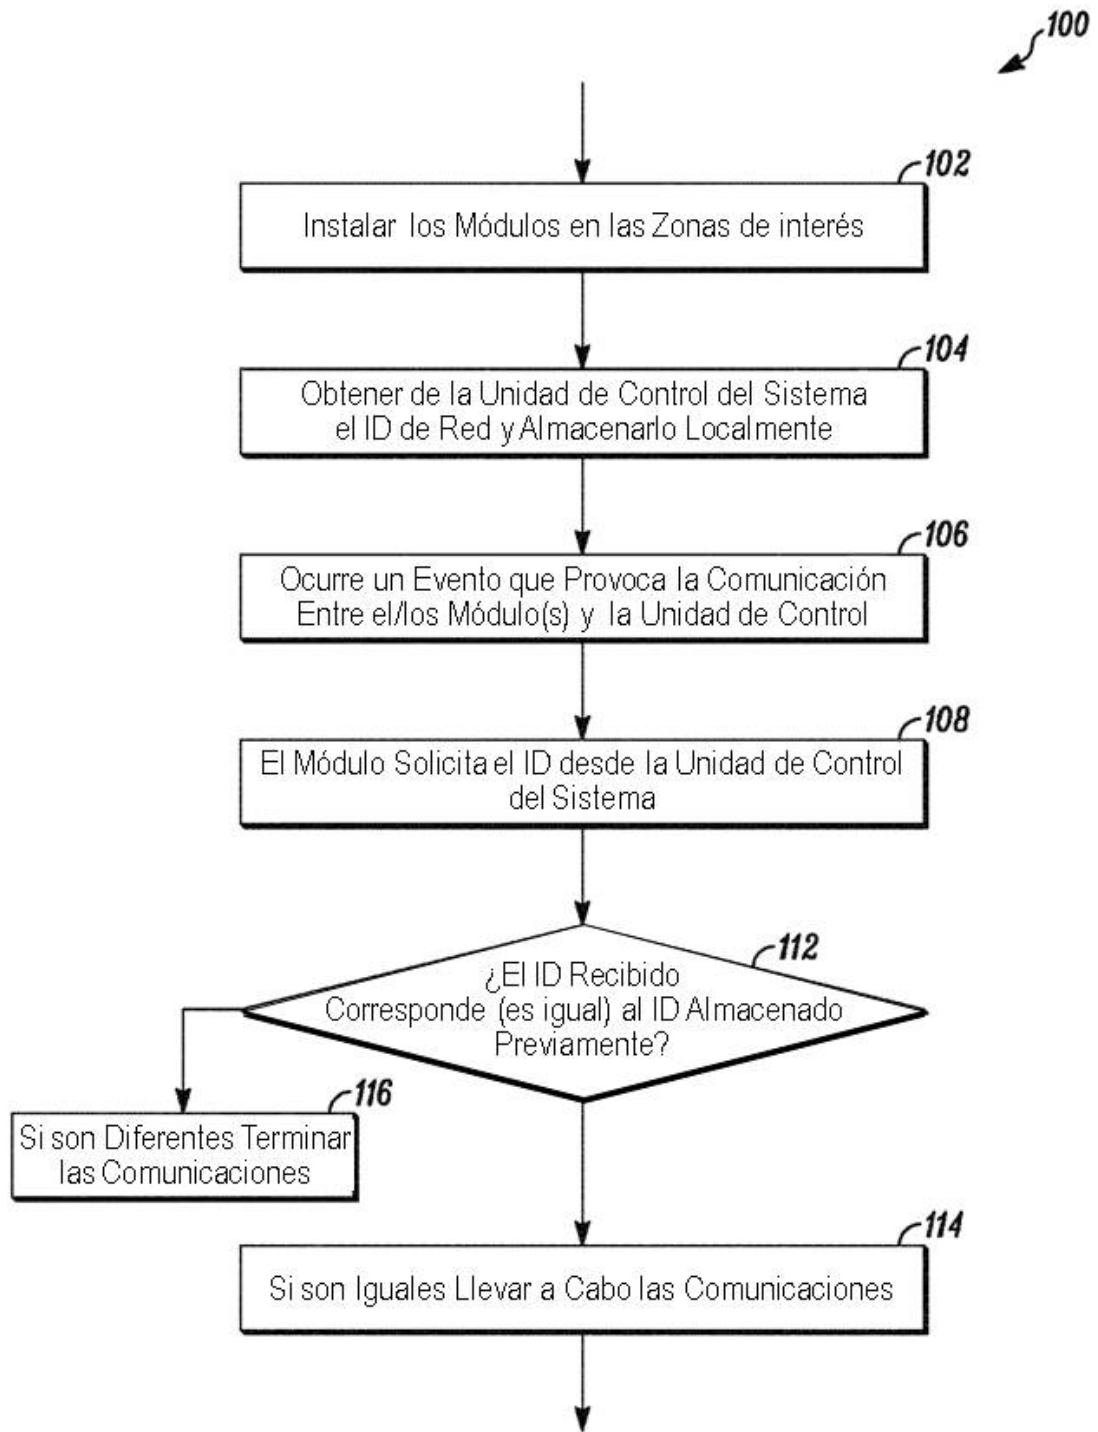 100
102
Instalar los Módulos en las Zonas de interés
104
Obtener de la Unidad de Control del Sistema
el ID de Red y Almacenarlo Localmente
106
Ocurre un Evento que Provoca la Comunicación
Entre el/los Módulo(s) y la Unidad de Control
108
El Módulo Solicita el ID desde la Unidad de Control
del Sistema
112
¿El ID Recibido
Corresponde (es igual) al ID Almacenado
Previamente?
116
Si son Diferentes Terminar
las Comunicaciones
114
Si son Iguales Llevar a Cabo las Comunicaciones